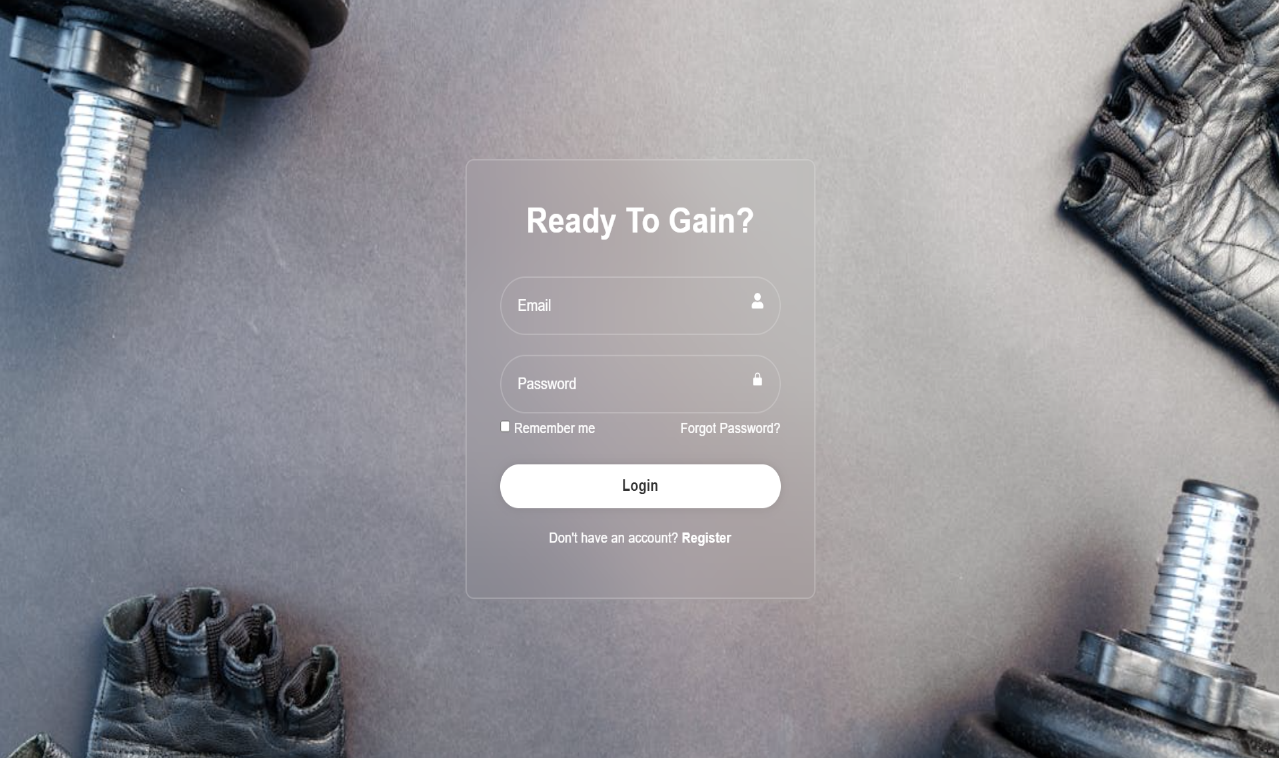 Ready To Gain?
Email
Password
Remember me Forgot Password?
Login
Don't have an account? Register